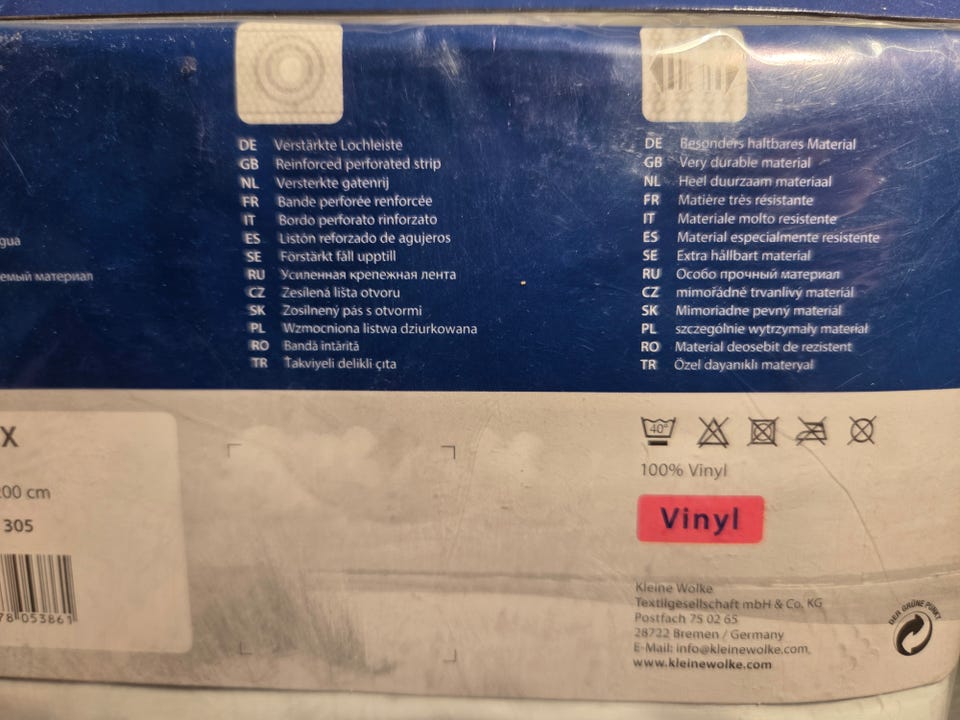 gua
емый материал
DE Verstärkte Lochleiste
GB Reinforced perforated strip
NL Versterkte gatenrij
FR Bande perforée renforcée
IT Bordo perforato rinforzato
ES Listón reforzado de agujeros
SE Förstärkt fåll upptill
RU Усиленная крепежная лента
CZ Zesílená lišta otvoru
SK Zosilnený pás s otvormi
PL Wzmocniona listwa dziurkowana
RO Bandă întărită
TR Takviyeli delikli çıta
DE Besonders haltbares Material
GB Very durable material
NL Heel duurzaam materiaal
FR Matière très résistante
IT Materiale molto resistente
ES Material especialmente resistente
SE Extra hållbart material
RU Особо прочный материал
CZ mimořádně trvanlivý materiál
SK Mimoriadne pevný materiál
PL szczególnie wytrzymały materiał
RO Material deosebit de rezistent
TR Özel dayanıklı materyal
X
200 cm
305
78 053861
40°
100% Vinyl
Vinyl
Kleine Wolke
Textilgesellschaft mbH & Co. KG
Postfach 75 02 65
28722 Bremen / Germany
E-Mail: info@kleinewolke.com,
www.kleinewolke.com
DER GRÜNE PUNKT